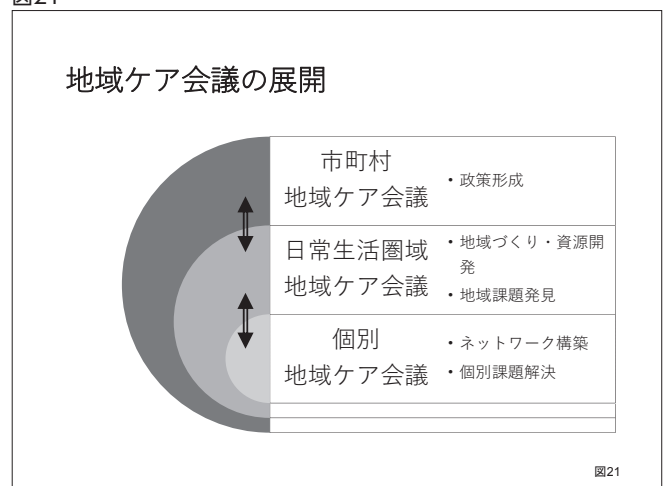 図21
地域ケア会議の展開
市町村
地域ケア会議
・政策形成
日常生活圏域
地域ケア会議
・地域づくり・資源開
発
・地域課題発見
個別
地域ケア会議
・ネットワーク構築
・個別課題解決
図21